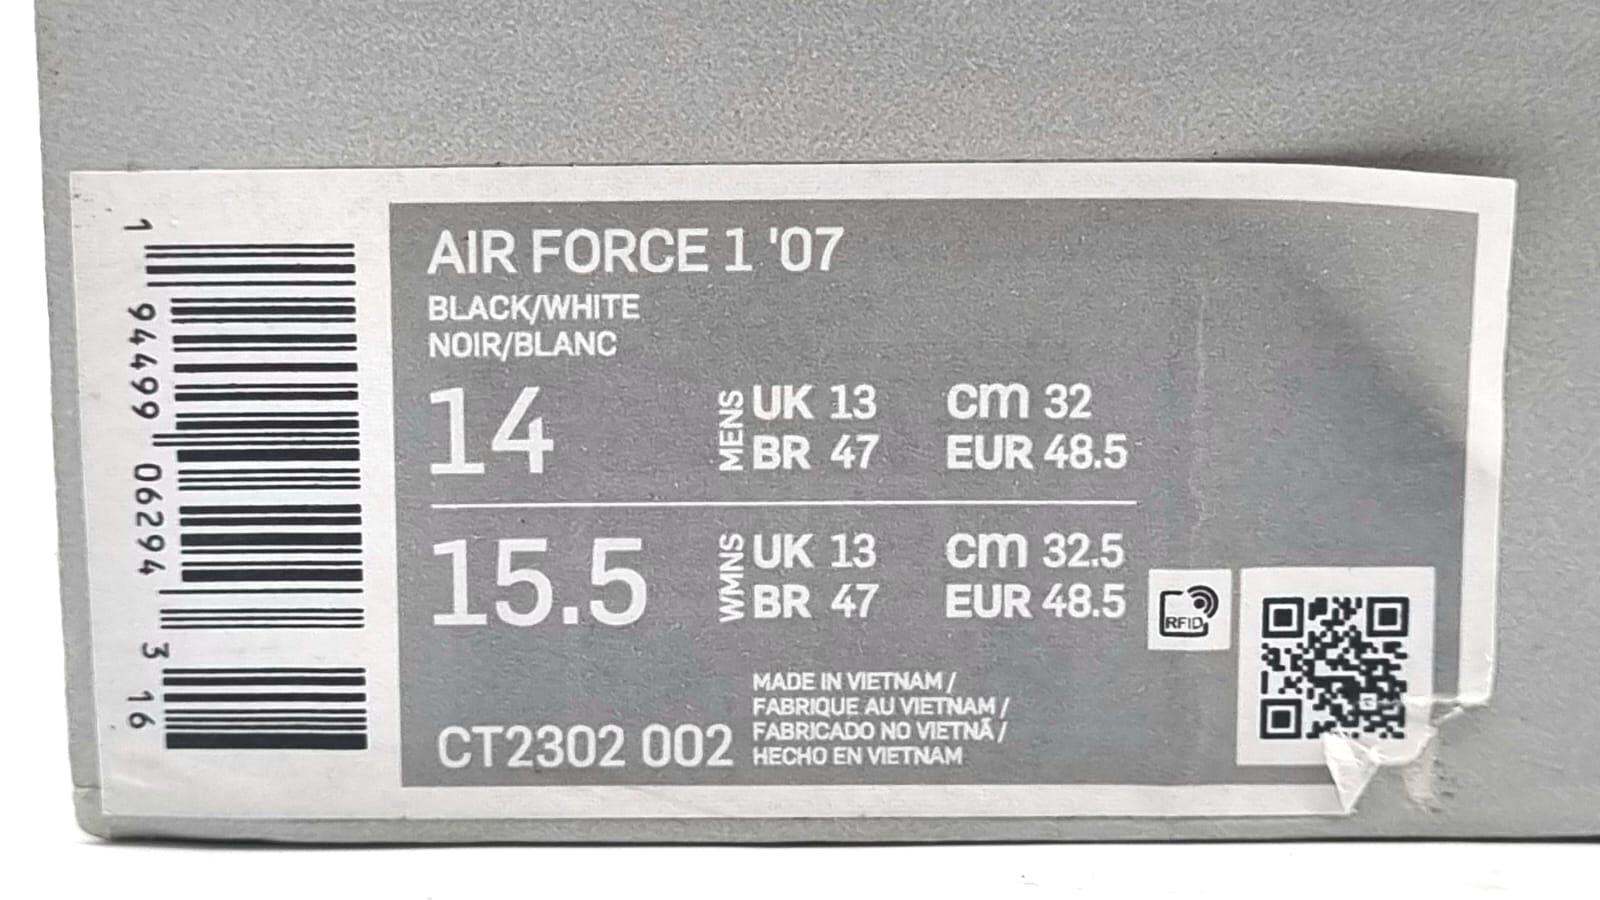 1 94499 06294 3 16
AIR FORCE 1 '07
BLACK/WHITE
NOIR/BLANC
14 MENS UK 13 cm 32
BR 47 EUR 48.5
15.5 WMNS UK 13 cm 32.5
BR 47 EUR 48.5
RFID
CT2302 002
MADE IN VIETNAM /
FABRIQUE AU VIETNAM /
FABRICADO NO VIETNÃ /
HECHO EN VIETNAM